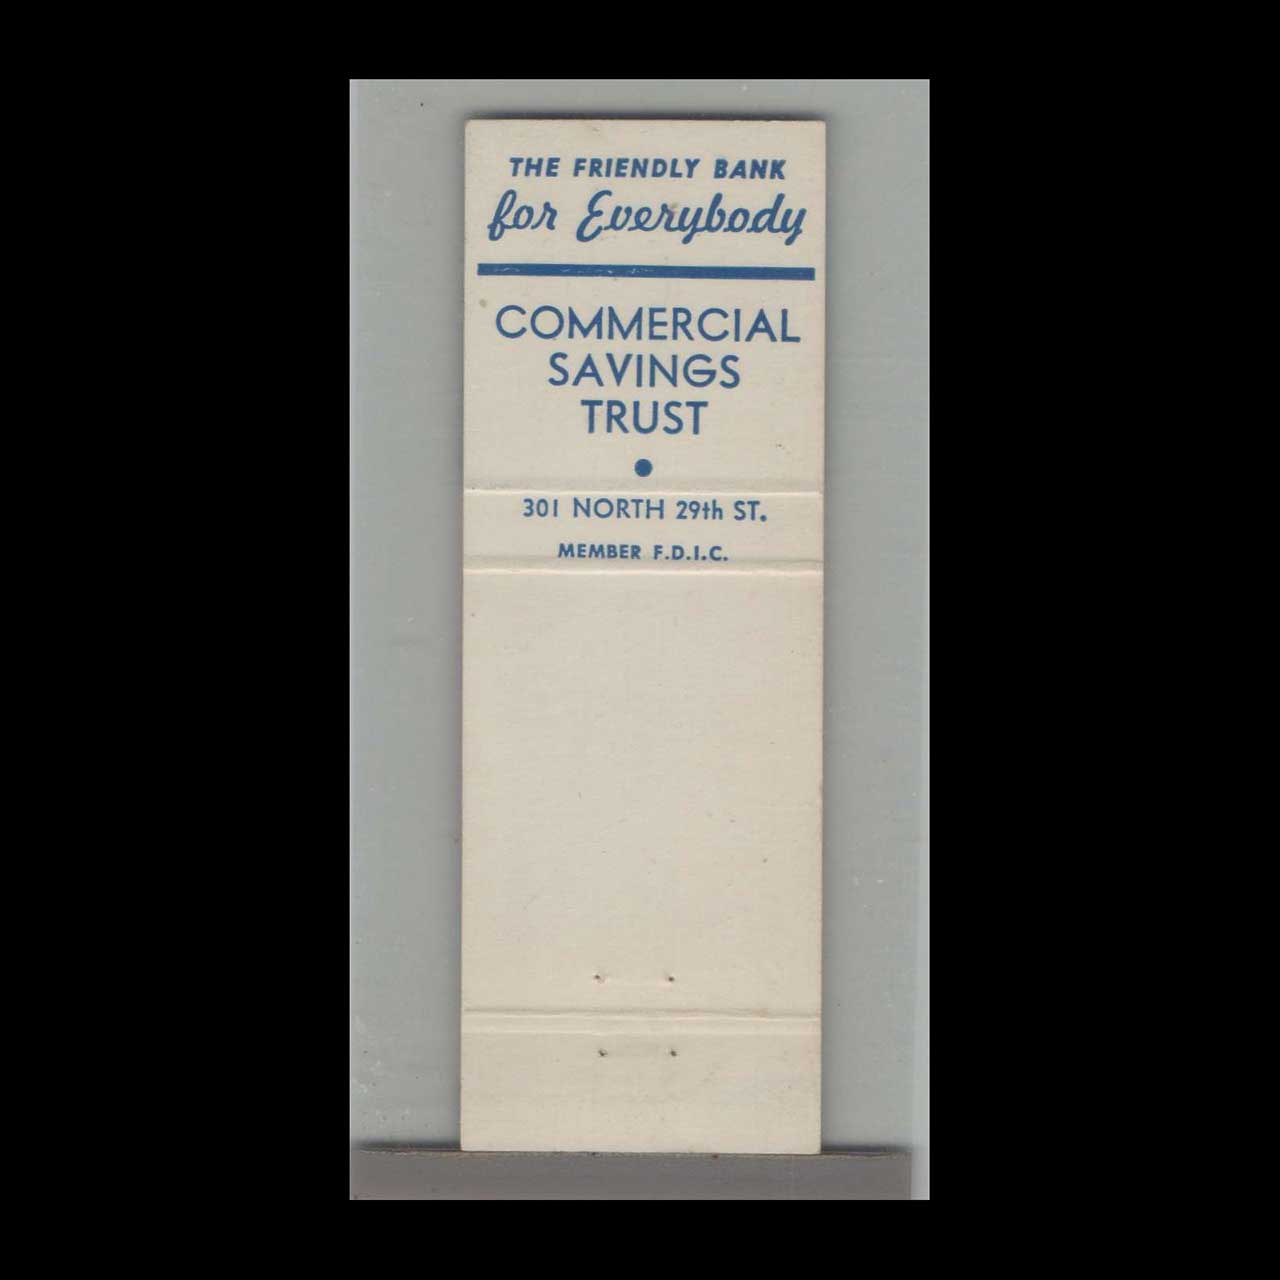 THE FRIENDLY BANK
for Everybody
COMMERCIAL
SAVINGS
TRUST
301 NORTH 29th ST.
MEMBER F.D.I.C.